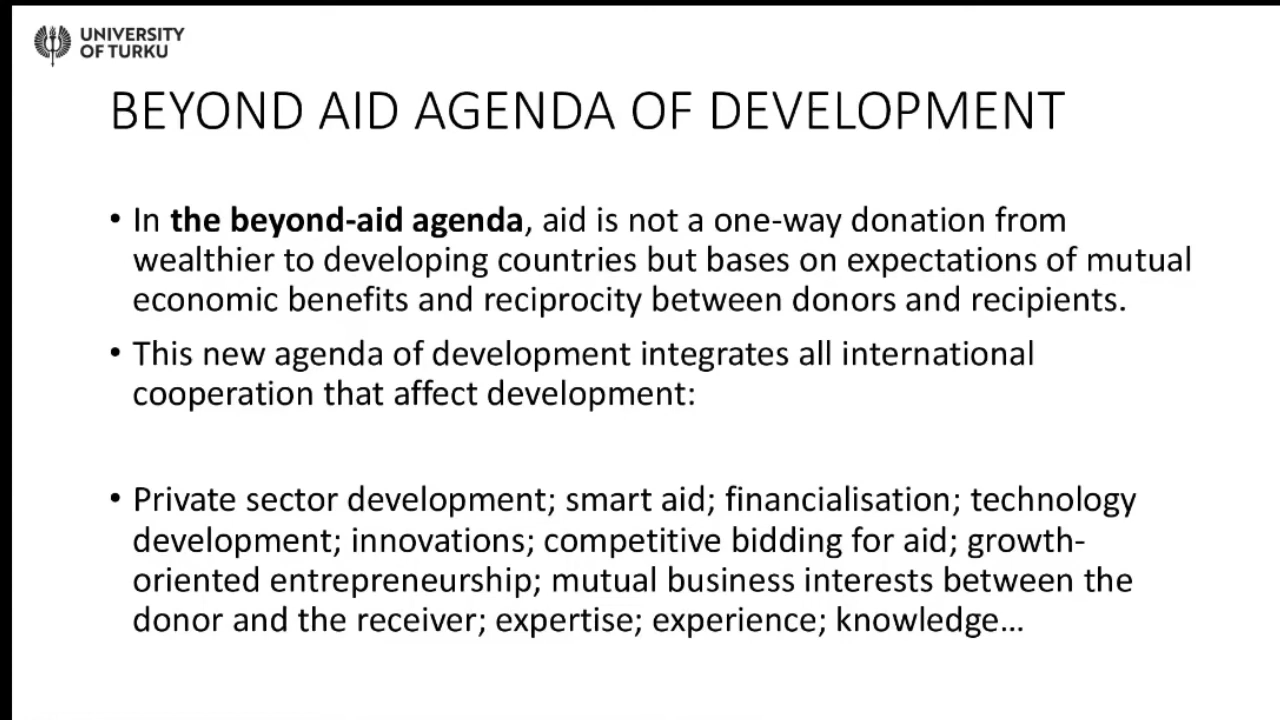 UNIVERSITY
OF TURKU
BEYOND AID AGENDA OF DEVELOPMENT
• In the beyond-aid agenda, aid is not a one-way donation from
wealthier to developing countries but bases on expectations of mutual
economic benefits and reciprocity between donors and recipients.
• This new agenda of development integrates all international
cooperation that affect development:
• Private sector development; smart aid; financialisation; technology
development; innovations; competitive bidding for aid; growth-
oriented entrepreneurship; mutual business interests between the
donor and the receiver; expertise; experience; knowledge…